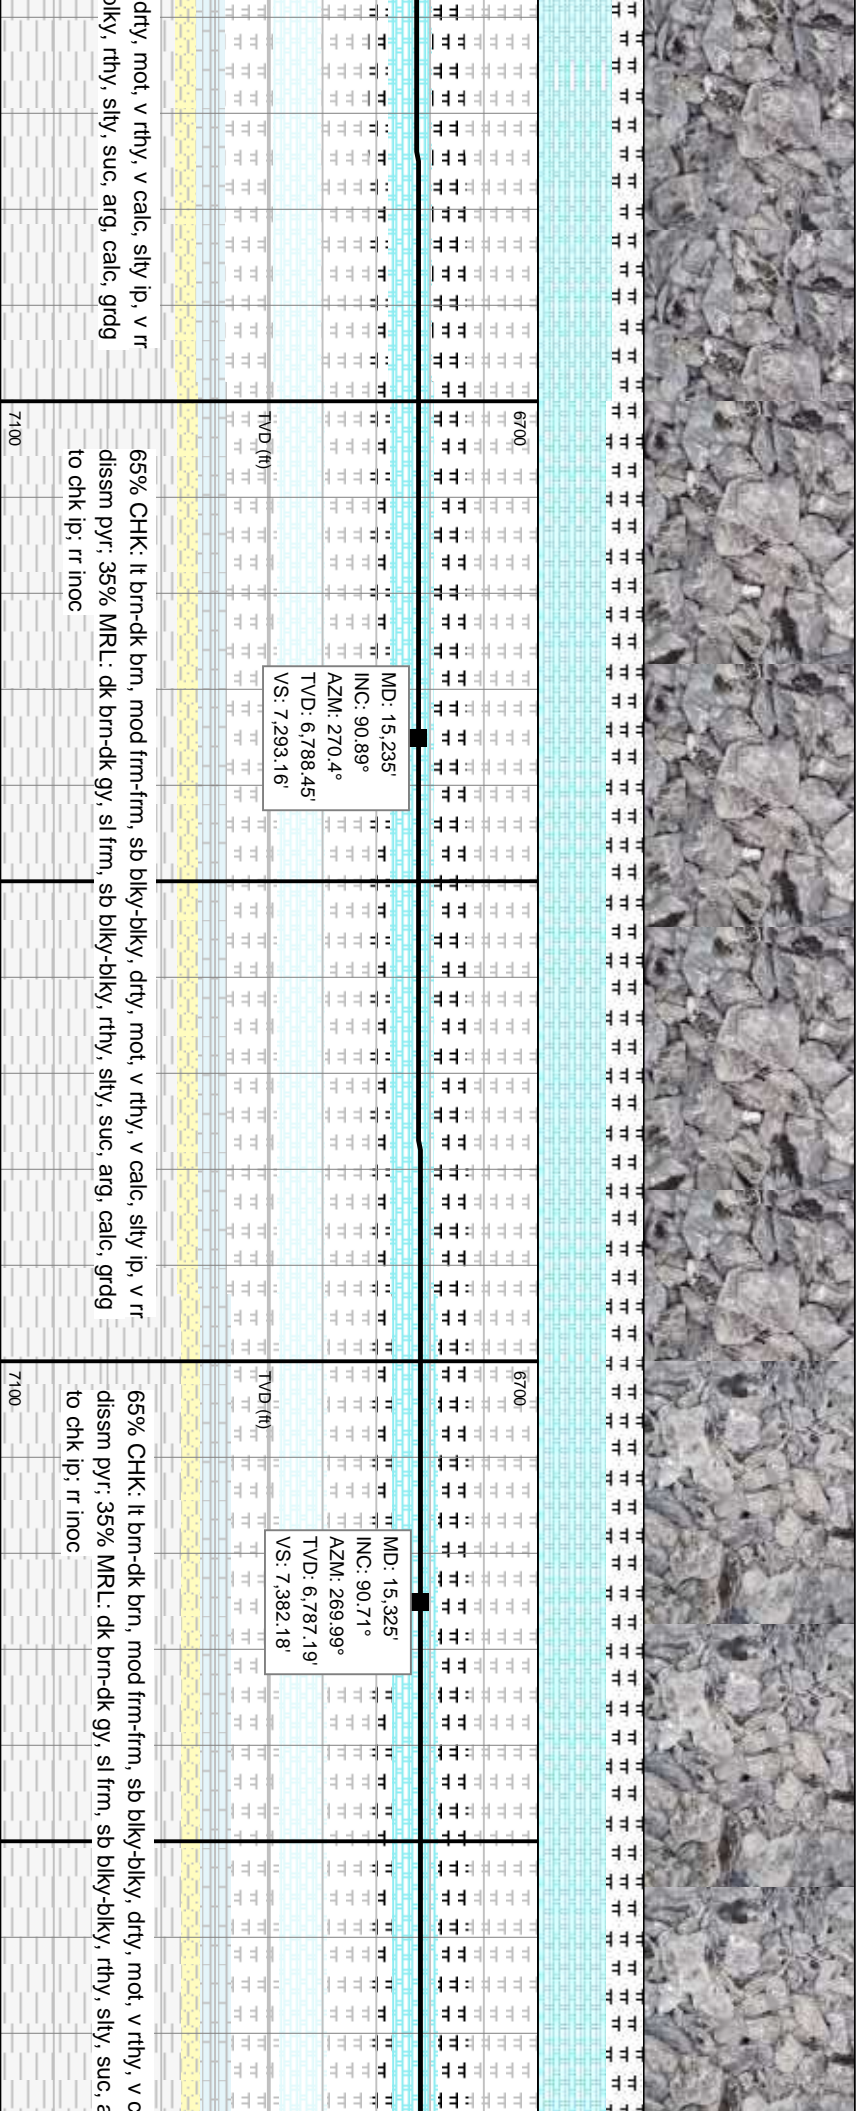 drty, mot, v rthy, v calc, slty ip, v rr
blky, rthy, slty, suc, arg, calc, grdg
6700
TVD (ft)
7100
65% CHK: lt brn-dk brn, mod frm-frm, sb blky-blky, drty, mot, v rthy, v calc, slty ip, v rr
dissm pyr; 35% MRL: dk brn-dk gy, sl frm, sb blky-blky, rthy, slty, suc, arg, calc, grdg
to chk ip; rr inoc
MD: 15,235'
INC: 90.89°
AZM: 270.4°
TVD: 6,788.45'
VS: 7,293.16'
6700
TVD (ft)
7100
65% CHK: lt brn-dk brn, mod frm-frm, sb blky-blky, drty, mot, v rthy, v c
dissm pyr; 35% MRL: dk brn-dk gy, sl frm, sb blky-blky, rthy, slty, suc, a
to chk ip; rr inoc
MD: 15,325'
INC: 90.71°
AZM: 269.99°
TVD: 6,787.19'
VS: 7,382.18'